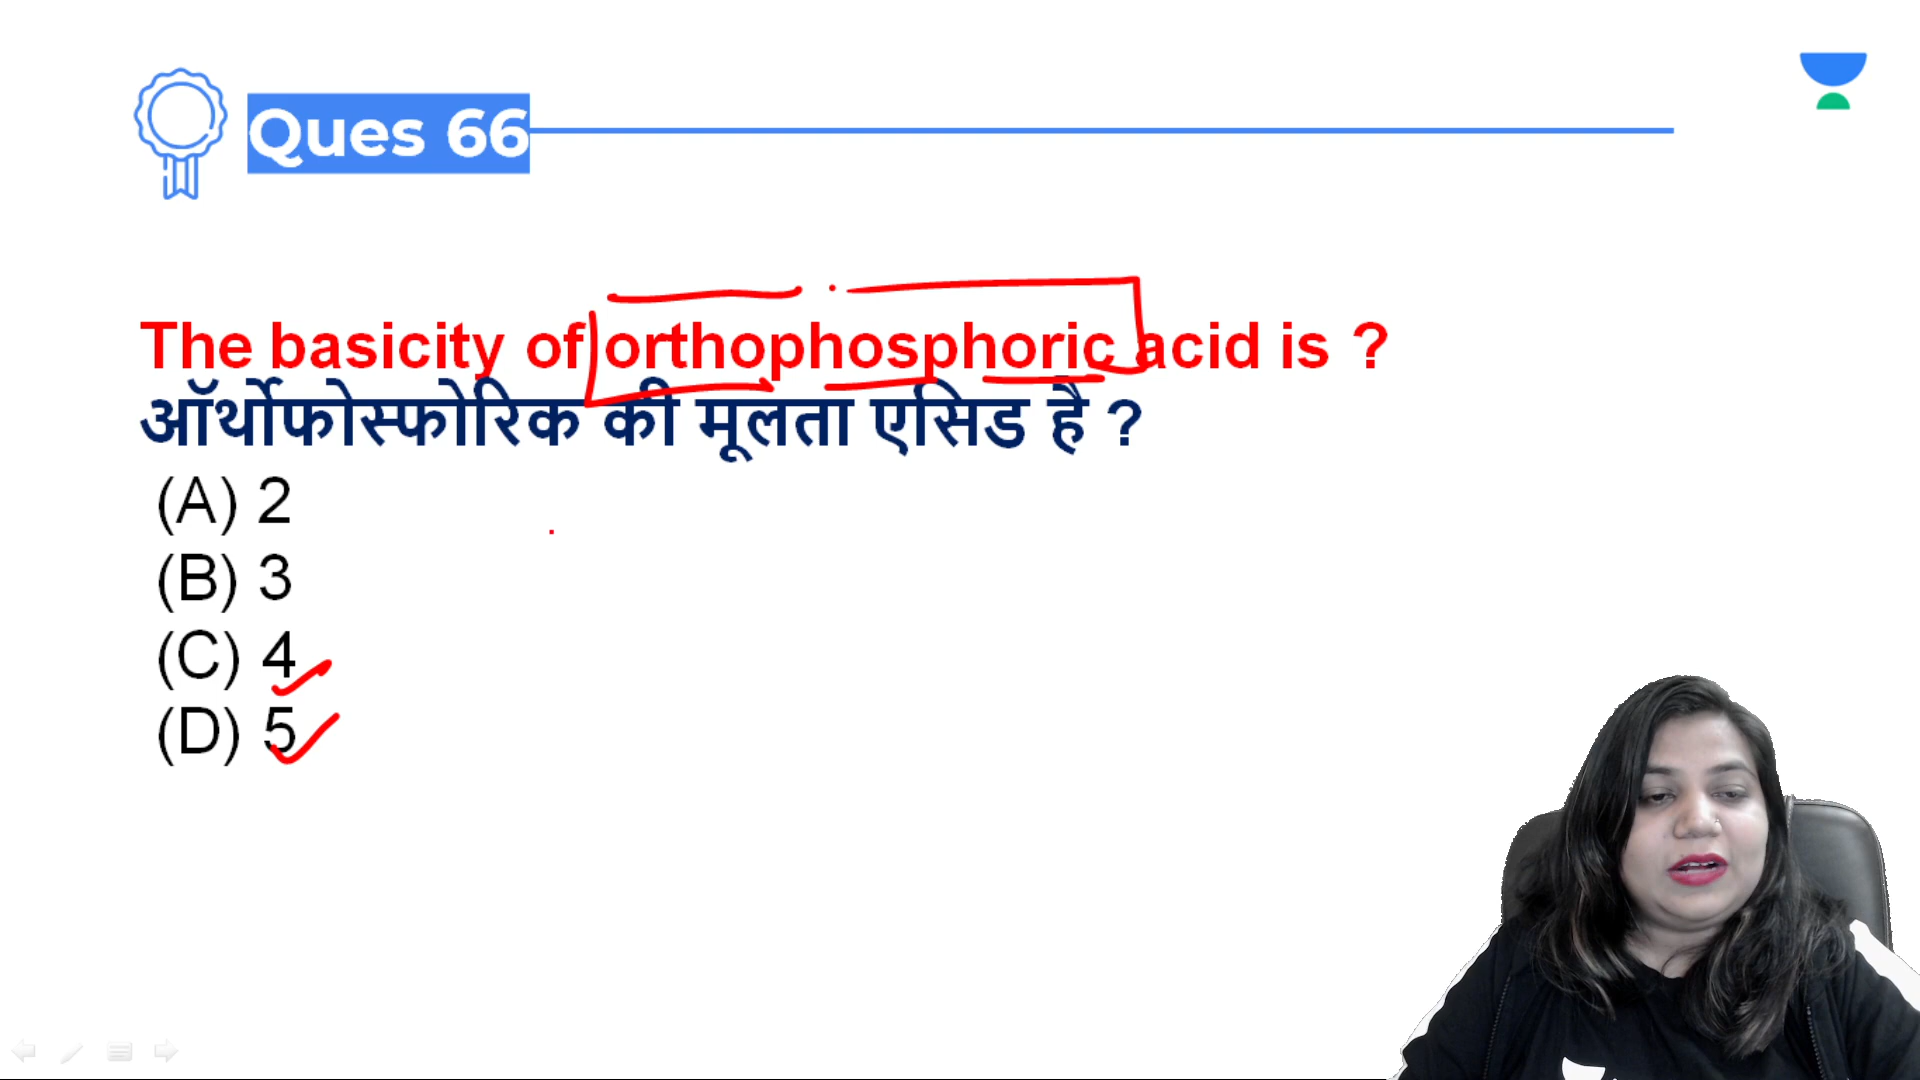 Ques 66
The basicity of orthophosphoric acid is ?
ऑर्थोफोस्फोरिक की मूलता एसिड है ?
(A) 2
(B) 3
(C) 4
(D) 5